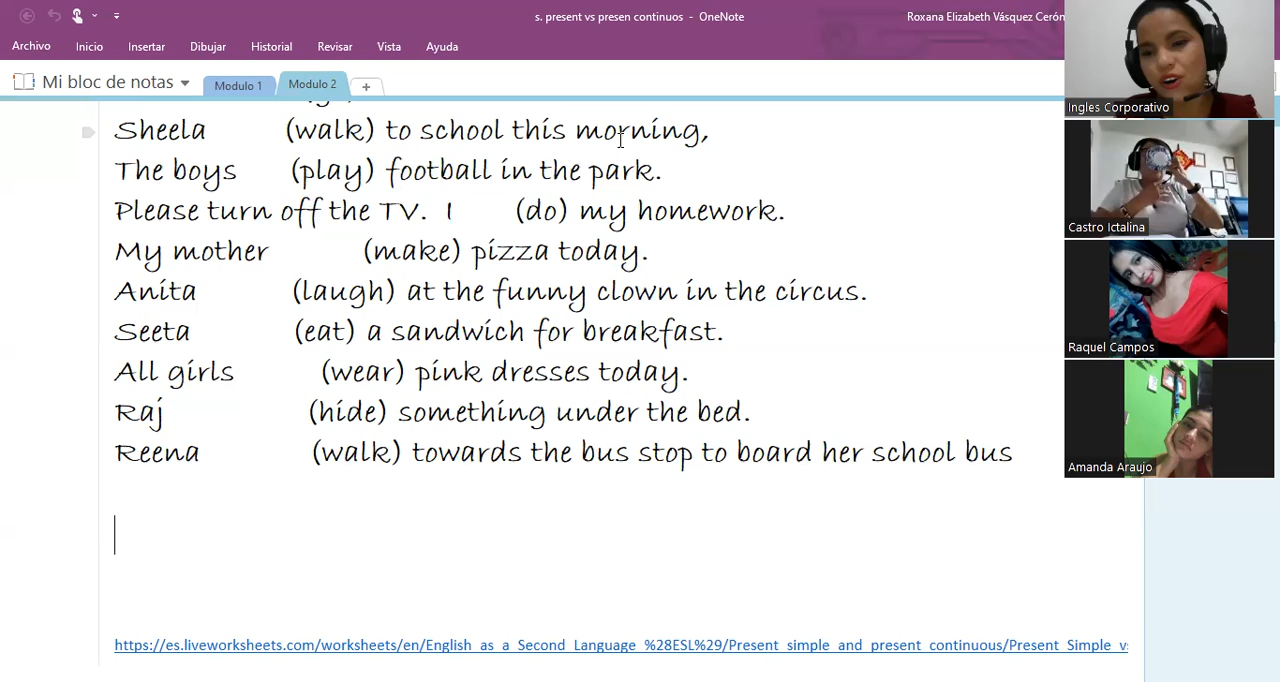 s. present vs presen continuos - OneNote
Roxana Elizabeth Vásquez Cerón
Archivo Inicio Insertar Dibujar Historial Revisar Vista Ayuda
Mi bloc de notas Modulo 1 Modulo 2 +
Sheela (walk) to school this morning,
The boys (play) football in the park.
Please turn off the TV. I (do) my homework.
My mother (make) pizza today.
Anita (laugh) at the funny clown in the circus.
Seeta (eat) a sandwich for breakfast.
All girls (wear) pink dresses today.
Raj (hide) something under the bed.
Reena (walk) towards the bus stop to board her school bus
https://es.liveworksheets.com/worksheets/en/English_as_a_Second_Language_%28ESL%29/Present_simple_and_present_continuous/Present_Simple_v
Ingles Corporativo
Castro Ictalina
Raquel Campos
Amanda Araujo